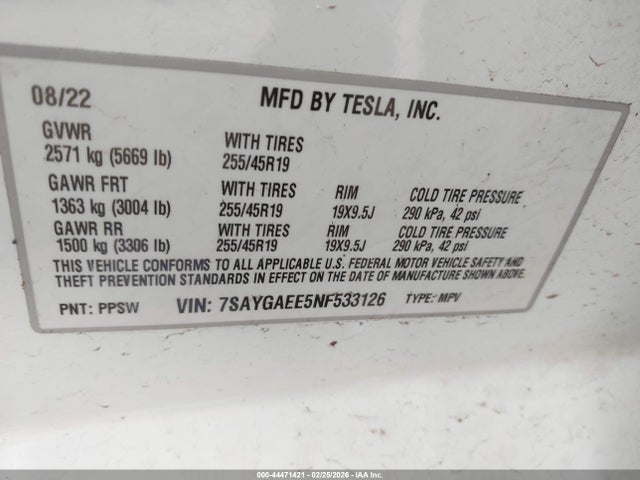 08/22 MFD BY TESLA, INC.
GVWR
2571 kg (5669 lb) WITH TIRES 255/45R19
GAWR FRT WITH TIRES RIM COLD TIRE PRESSURE
1363 kg (3004 lb) 255/45R19 19X9.5J 290 kPa, 42 psi
GAWR RR WITH TIRES RIM COLD TIRE PRESSURE
1500 kg (3306 lb) 255/45R19 19X9.5J 290 kPa, 42 psi
THIS VEHICLE CONFORMS TO ALL APPLICABLE U.S. FEDERAL MOTOR VEHICLE SAFETY AND
THEFT PREVENTION STANDARDS IN EFFECT ON THE DATE OF MANUFACTURE SHOWN ABOVE.
PNT: PPSW VIN: 7SAYGAEE5NF533126 TYPE: MPV
000-44471421 | 02/25/2026 | IAA Inc.